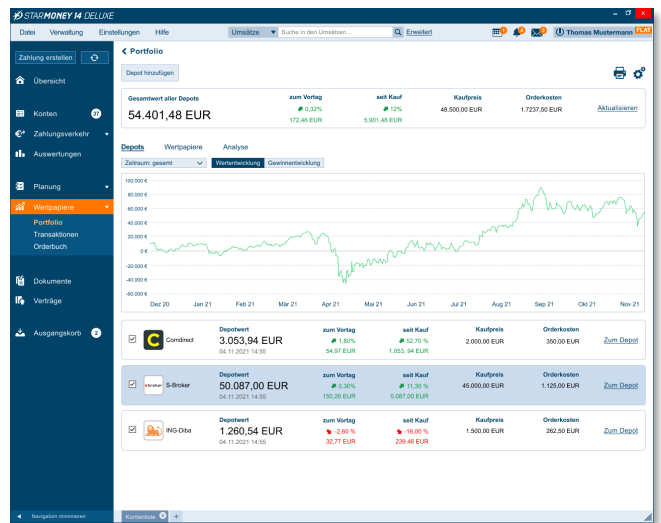 STARMONEY 14 DELUXE
Datei Verwaltung Einstellungen Hilfe Umsätze Suche in den Umsätzen... Erweitert Thomas Mustermann FLAT
Zahlung erstellen
Übersicht
Konten 37
Zahlungsverkehr
Auswertungen
Planung
Wertpapiere
Portfolio
Transaktionen
Orderbuch
Dokumente
Verträge
Ausgangskorb 2
Navigation minimieren
Portfolio
Depot hinzufügen
Gesamtwert aller Depots zum Vortag seit Kauf Kaufpreis Orderkosten
54.401,48 EUR 0,32% 12% 48.500,00 EUR 1.7237,50 EUR Aktualisieren
172,46 EUR 5.901,48 EUR
Depots Wertpapiere Analyse
Zeitraum: gesamt Wertentwicklung Gewinnentwicklung
100.000 €
80.000 €
60.000 €
40.000 €
20.000 €
0 €
-20.000 €
-40.000 €
-60.000 €
Dez 20 Jan 21 Feb 21 Mär 21 Apr 21 Mai 21 Jun 21 Jul 21 Aug 21 Sep 21 Okt 21 Nov 21
Depotwert zum Vortag seit Kauf Kaufpreis Orderkosten
Comdirect 3.053,94 EUR 1,80% 52,70 % 2.000,00 EUR 350,00 EUR Zum Depot
04.11.2021 14:55 54,97 EUR 1.053, 94 EUR
Depotwert zum Vortag seit Kauf Kaufpreis Orderkosten
S-Broker 50.087,00 EUR 0,30% 11,30 % 45.000,00 EUR 1.125,00 EUR Zum Depot
04.11.2021 14:55 150,26 EUR 5.087,00 EUR
Depotwert zum Vortag seit Kauf Kaufpreis Orderkosten
ING-Diba 1.260,54 EUR -2,60 % -16,00 % 1.500,00 EUR 262,50 EUR Zum Depot
04.11.2021 14:55 32,77 EUR 239.46 EUR
Kontenliste